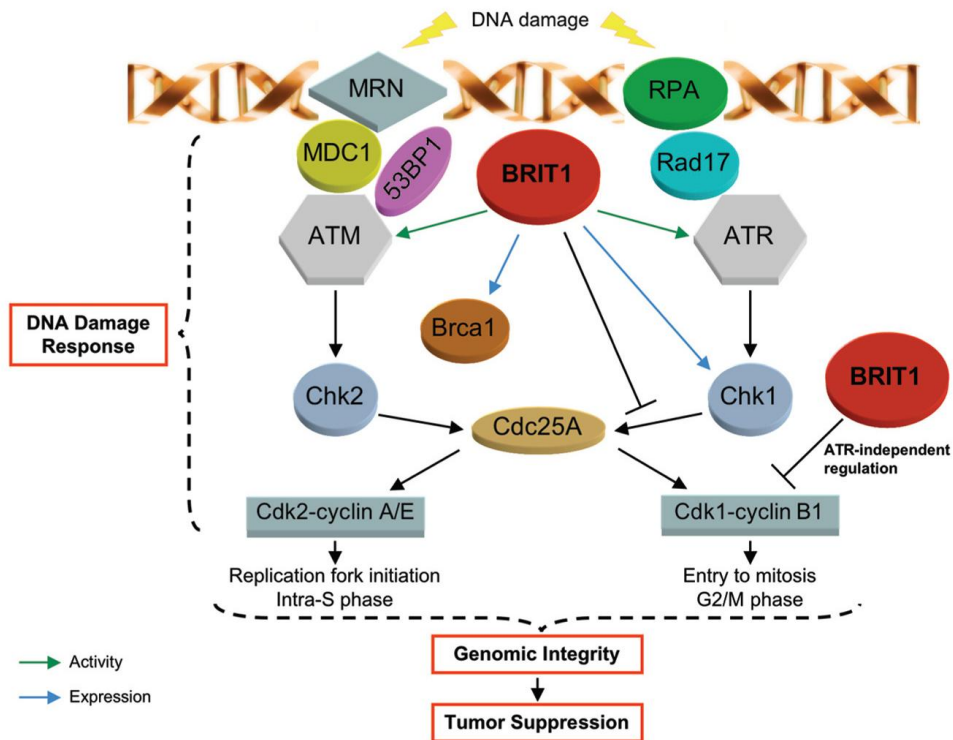 DNA damage
MRN
RPA
MDC1
53BP1
BRIT1
Rad17
ATM
ATR
DNA Damage
Response
Brca1
Chk2
Chk1
BRIT1
Cdc25A
ATR-independent
regulation
Cdk2-cyclin A/E
Cdk1-cyclin B1
Replication fork initiation
Intra-S phase
Entry to mitosis
G2/M phase
Genomic Integrity
Activity
Expression
Tumor Suppression